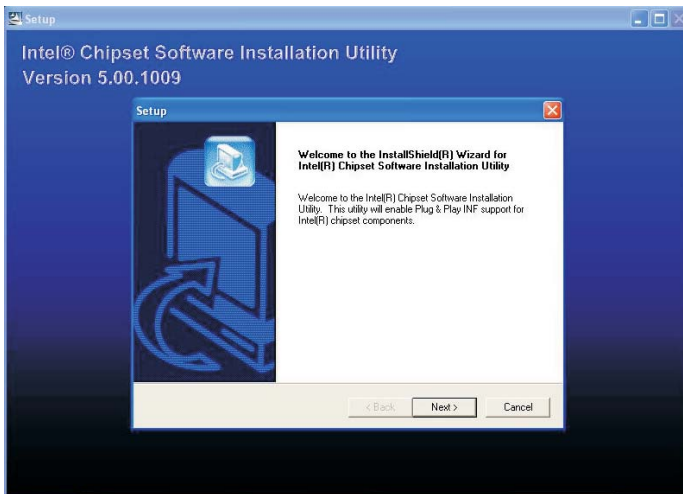 Setup
Intel® Chipset Software Installation Utility
Version 5.00.1009
Setup
Welcome to the InstallShield(R) Wizard for
Intel(R) Chipset Software Installation Utility
Welcome to the Intel(R) Chipset Software Installation
Utility. This utility will enable Plug & Play INF support for
Intel(R) chipset components.
< Back
Next >
Cancel